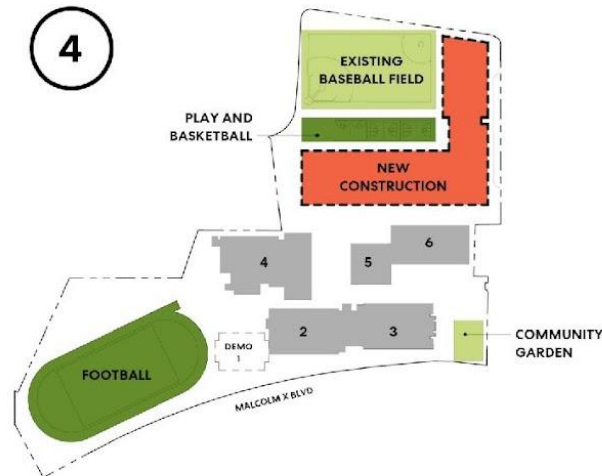 4
EXISTING
BASEBALL FIELD
PLAY AND
BASKETBALL
NEW
CONSTRUCTION
6
4
5
2
3
DEMO
1
COMMUNITY
GARDEN
FOOTBALL
MALCOLM X BLVD